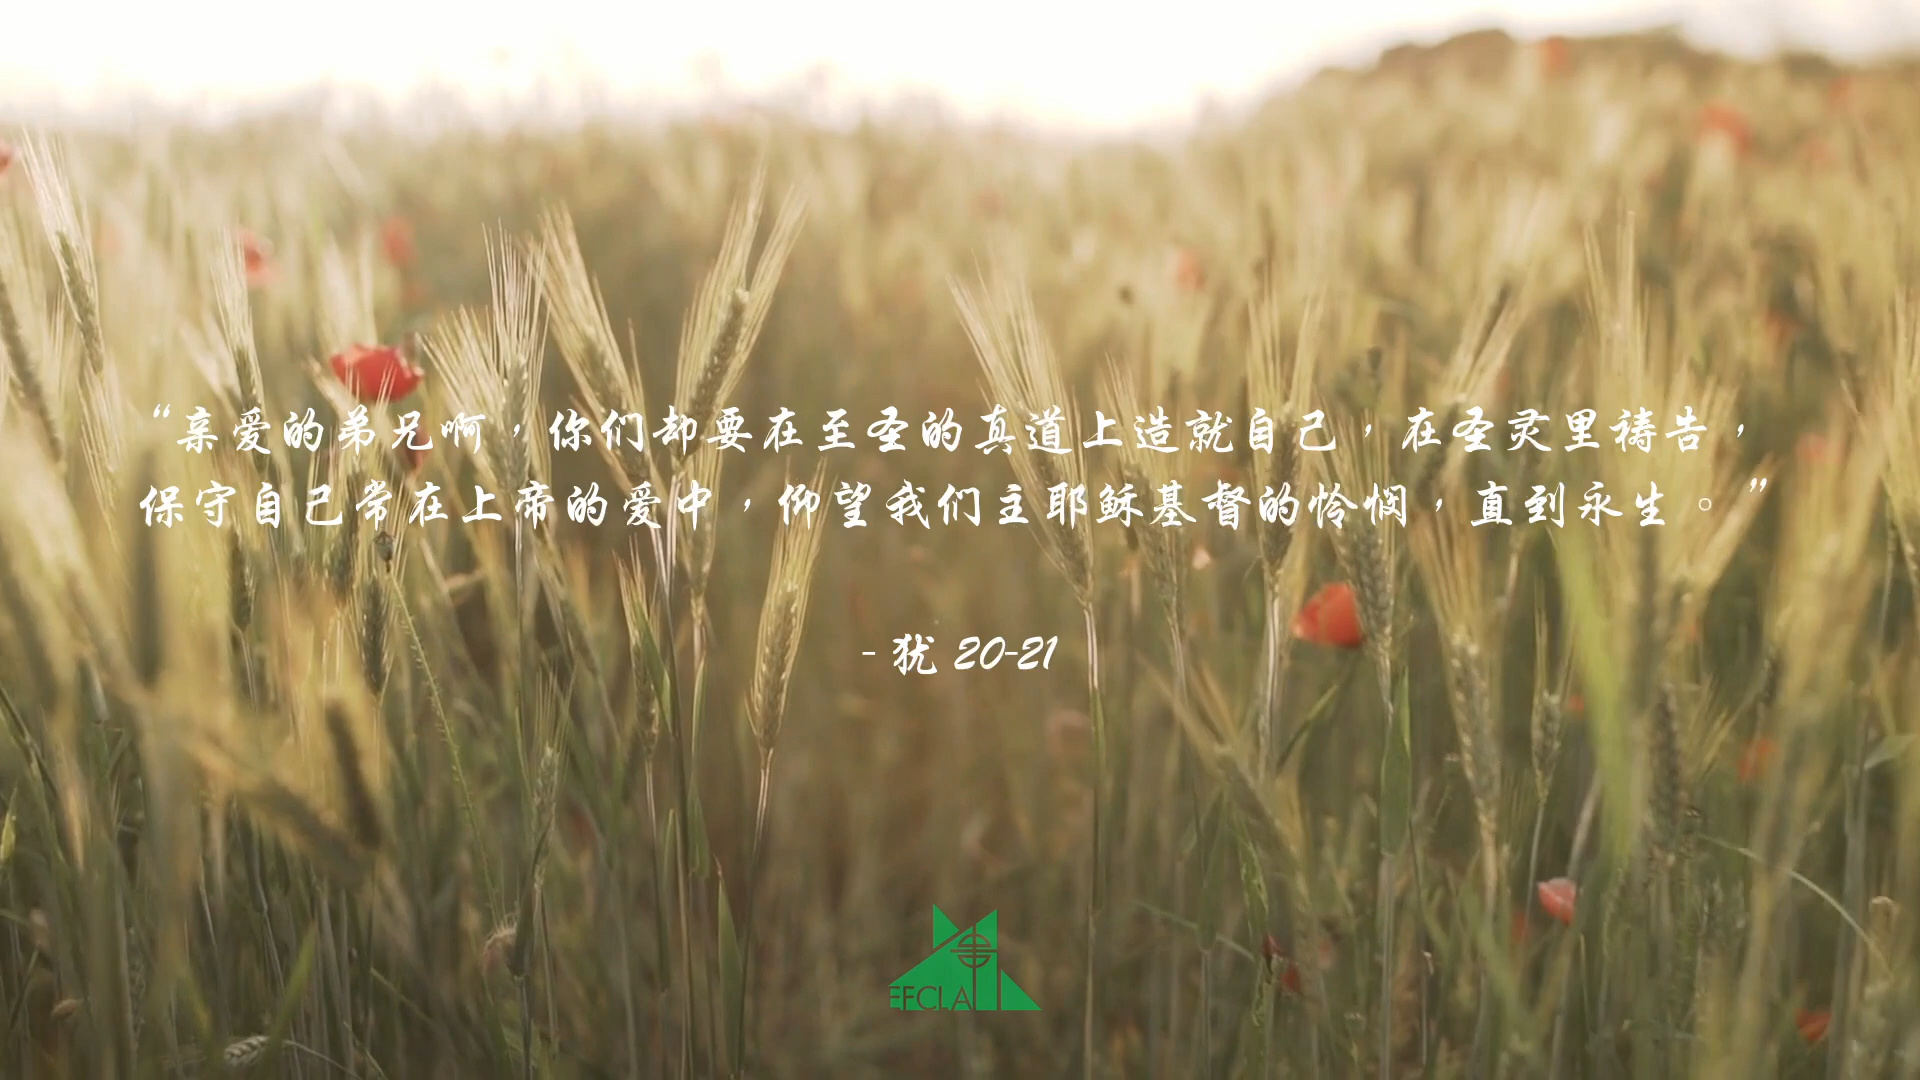 “亲爱的弟兄啊，你们却要在至圣的真道上造就自己，在圣灵里祷告，
保守自己常在上帝的爱中，仰望我们主耶稣基督的怜悯，直到永生。”
- 犹 20-21
EFCLA